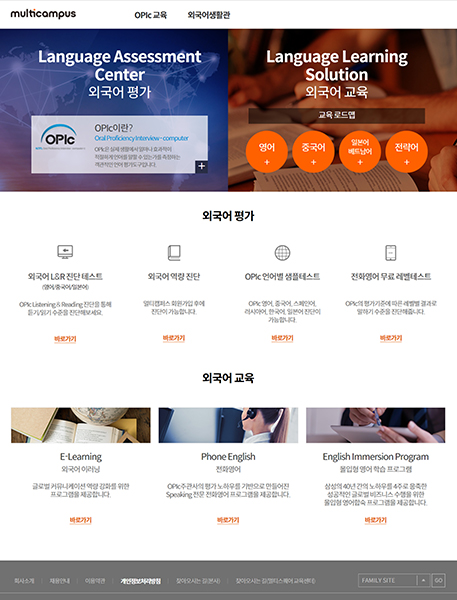 multicampus
OPIc 교육
외국어생활관
Language Assessment
Center
외국어 평가
OPIc
OPIc이란?
Oral Proficiency Interview - computer
OPIc은 실제 생활에서 얼마나 효과적이
적절하게 언어를 말할 수 있는가를 측정하는
객관적인 언어 평가도구입니다.
+
Language Learning
Solution
외국어 교육
교육 로드맵
영어
+
중국어
+
일본어
베트남어
+
전략어
+
외국어 평가
외국어 L&R 진단 테스트
(영어/중국어/일본어)
OPIc Listening & Reading 진단을 통해
듣기/읽기 수준을 진단해보세요.
바로가기
외국어 역량 진단
멀티캠퍼스 회원가입 후에
진단이 가능합니다.
바로가기
OPIc 언어별 샘플테스트
OPIc 영어, 중국어, 스페인어,
러시아어, 한국어, 일본어 진단이
가능합니다.
바로가기
전화영어 무료 레벨테스트
OPIc의 평가기준에 따른 레벨별 결과로
말하기 수준을 진단해줍니다.
바로가기
외국어 교육
E-Learning
외국어 이러닝
글로벌 커뮤니케이션 역량 강화를 위한
프로그램을 제공합니다.
바로가기
Phone English
전화영어
OPIc주관사의 평가 노하우를 기반으로 만들어진
Speaking 전문 전화영어 프로그램을 제공합니다.
바로가기
English Immersion Program
몰입형 영어 학습 프로그램
삼성의 40년 간의 노하우를 4주로 응축한
성공적인 글로벌 비즈니스 수행을 위한
몰입형 영어합숙 프로그램을 제공합니다.
바로가기
회사소개
채용안내
이용약관
개인정보처리방침
찾아오시는 길(본사)
찾아오시는 길(멀티스퀘어 교육센터)
FAMILY SITE
GO